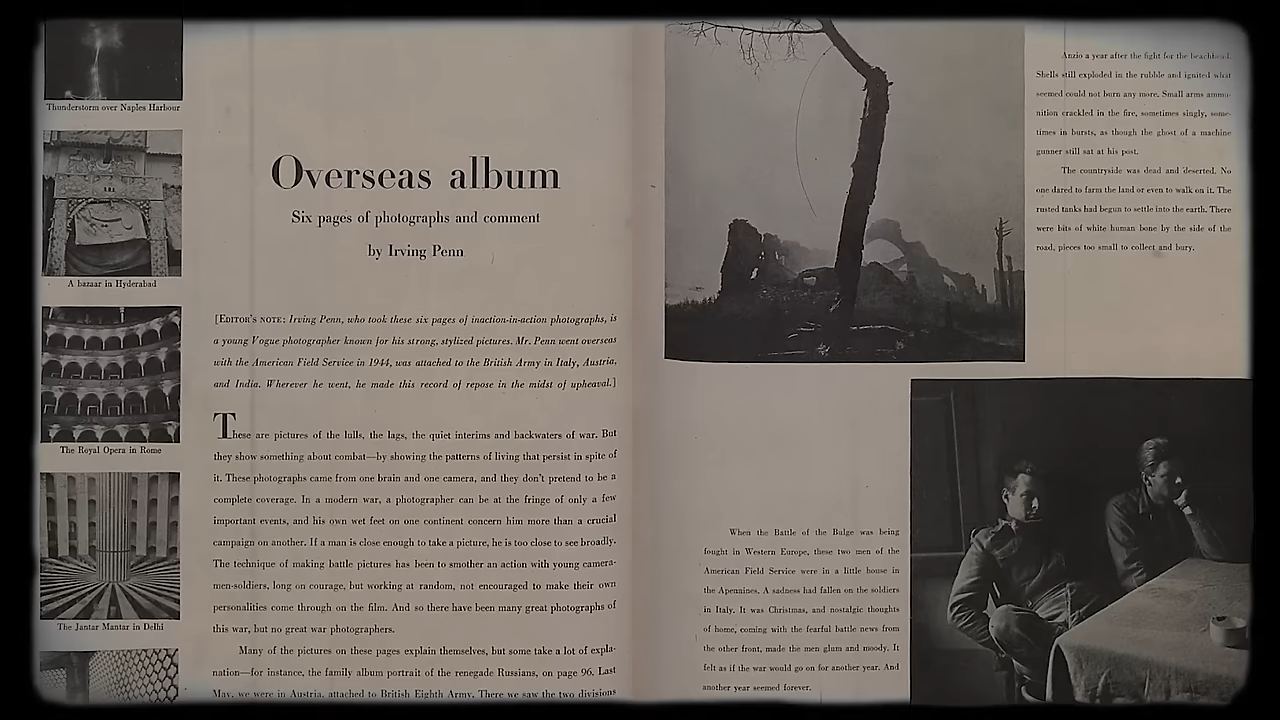 Thunderstorm over Naples Harbour
A bazaar in Hyderabad
The Royal Opera in Rome
The Jantar Mantar in Delhi
Overseas album
Six pages of photographs and comment
by Irving Penn
[EDITOR'S NOTE: Irving Penn, who took these six pages of inaction-in-action photographs, is
a young Vogue photographer known for his strong, stylized pictures. Mr. Penn went overseas
with the American Field Service in 1944, was attached to the British Army in Italy, Austria,
and India. Wherever he went, he made this record of repose in the midst of upheaval.]
These are pictures of the lulls, the lags, the quiet interims and backwaters of war. But
they show something about combat—by showing the patterns of living that persist in spite of
it. These photographs came from one brain and one camera, and they don't pretend to be a
complete coverage. In a modern war, a photographer can be at the fringe of only a few
important events, and his own wet feet on one continent concern him more than a crucial
campaign on another. If a man is close enough to take a picture, he is too close to see broadly.
The technique of making battle pictures has been to smother an action with young camera-
men-soldiers, long on courage, but working at random, not encouraged to make their own
personalities come through on the film. And so there have been many great photographs of
this war, but no great war photographers.
Many of the pictures on these pages explain themselves, but some take a lot of expla-
nation—for instance, the family album portrait of the renegade Russians, on page 96. Last
May, we were in Austria, attached to British Eighth Army. There we saw the two divisions
Anzio a year after the fight for the beachhead.
Shells still exploded in the rubble and ignited what
seemed could not burn any more. Small arms ammu-
nition crackled in the fire, sometimes singly, some-
times in bursts, as though the ghost of a machine
gunner still sat at his post.
The countryside was dead and deserted. No
one dared to farm the land or even to walk on it. The
rusted tanks had begun to settle into the earth. There
were bits of white human bone by the side of the
road, pieces too small to collect and bury.
When the Battle of the Bulge was being
fought in Western Europe, these two men of the
American Field Service were in a little house in
the Apennines. A sadness had fallen on the soldiers
in Italy. It was Christmas, and nostalgic thoughts
of home, coming with the fearful battle news from
the other front, made the men glum and moody. It
felt as if the war would go on for another year. And
another year seemed forever.